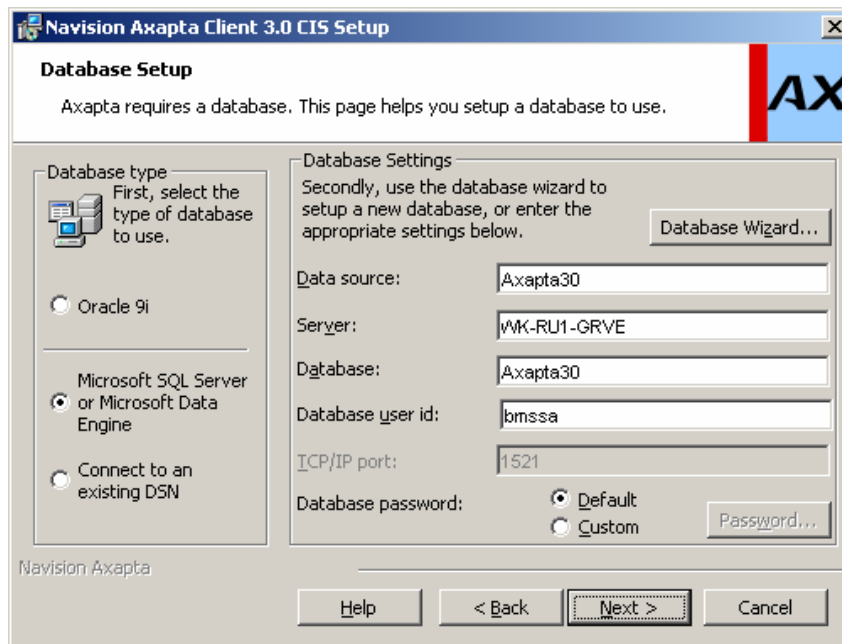 Navision Axapta Client 3.0 CIS Setup
Database Setup
Axapta requires a database. This page helps you setup a database to use.
AX
Database type
First, select the
type of database
to use.
Oracle 9i
Microsoft SQL Server
or Microsoft Data
Engine
Connect to an
existing DSN
Database Settings
Secondly, use the database wizard to
setup a new database, or enter the
appropriate settings below.
Database Wizard...
Data source:
Axapta30
Server:
WK-RU1-GRVE
Database:
Axapta30
Database user id:
bmssa
TCP/IP port:
1521
Database password:
Default
Custom
Password...
Navision Axapta
Help
< Back
Next >
Cancel